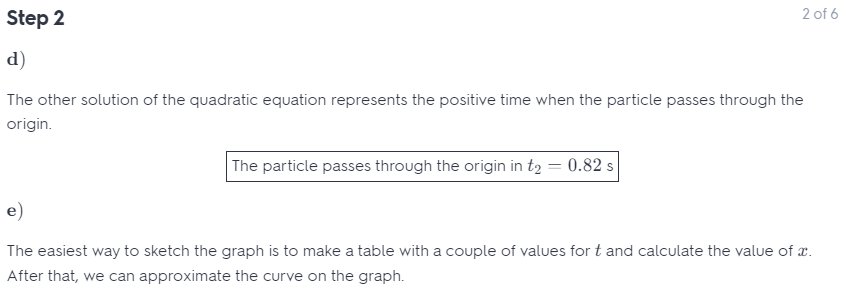 Step 2
2 of 6
d)
The other solution of the quadratic equation represents the positive time when the particle passes through the
origin.
The particle passes through the origin in t₂ = 0.82 s
e)
The easiest way to sketch the graph is to make a table with a couple of values for t and calculate the value of x.
After that, we can approximate the curve on the graph.